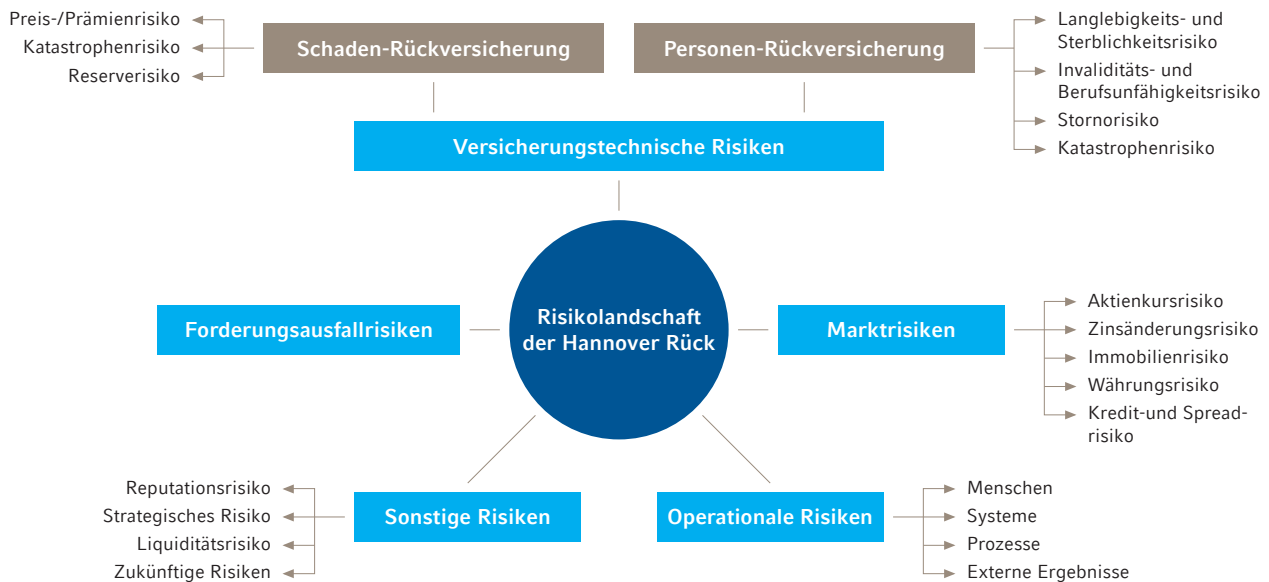 Preis-/Prämienrisiko
Katastrophenrisiko
Reserverisiko
Schaden-Rückversicherung
Personen-Rückversicherung
Langlebigkeits- und
Sterblichkeitsrisiko
Invaliditäts- und
Berufsunfähigkeitsrisiko
Stornorisiko
Katastrophenrisiko
Versicherungstechnische Risiken
Forderungsausfallrisiken
Risikolandschaft
der Hannover Rück
Marktrisiken
Aktienkursrisiko
Zinsänderungsrisiko
Immobilienrisiko
Währungsrisiko
Kredit-und Spread-
risiko
Reputationsrisiko
Strategisches Risiko
Liquiditätsrisiko
Zukünftige Risiken
Sonstige Risiken
Operationale Risiken
Menschen
Systeme
Prozesse
Externe Ergebnisse